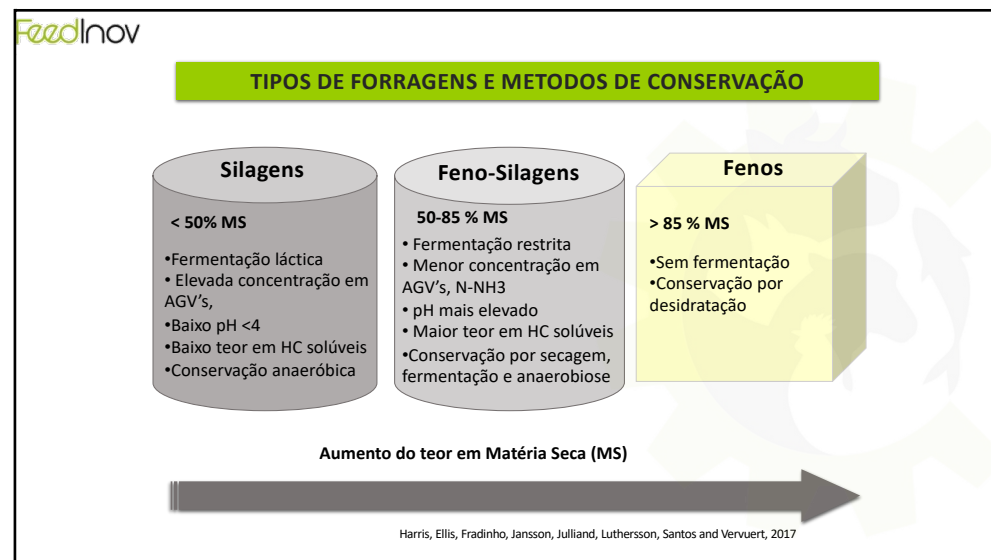 FeedInov
TIPOS DE FORRAGENS E METODOS DE CONSERVAÇÃO
Silagens
< 50% MS
•Fermentação láctica
• Elevada concentração em
AGV's,
•Baixo pH <4
•Baixo teor em HC solúveis
•Conservação anaeróbica
Feno-Silagens
50-85 % MS
• Fermentação restrita
• Menor concentração em
AGV's, N-NH3
• pH mais elevado
• Maior teor em HC solúveis
•Conservação por secagem,
fermentação e anaerobiose
Fenos
> 85 % MS
•Sem fermentação
•Conservação por
desidratação
Aumento do teor em Matéria Seca (MS)
Harris, Ellis, Fradinho, Jansson, Julliand, Luthersson, Santos and Vervuert, 2017